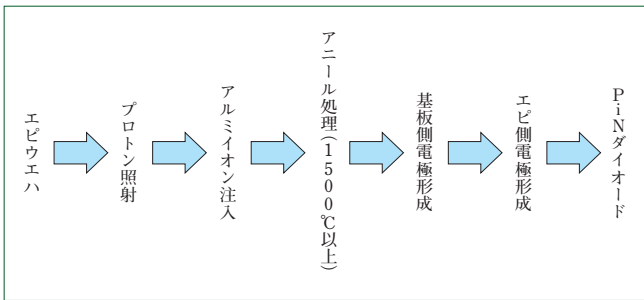 エピウエハ
プロトン照射
アルミイオン注入
アニール処理(1500℃以上)
基板側電極形成
エピ側電極形成
PiNダイオード